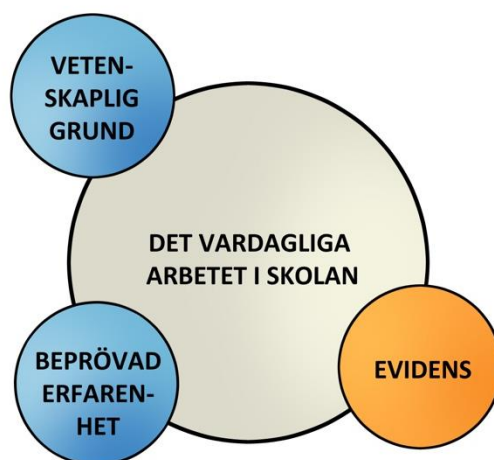 VETEN-
SKAPLIG
GRUND
DET VARDAGLIGA
ARBETET I SKOLAN
BEPRÖVAD
ERFAREN-
HET
EVIDENS